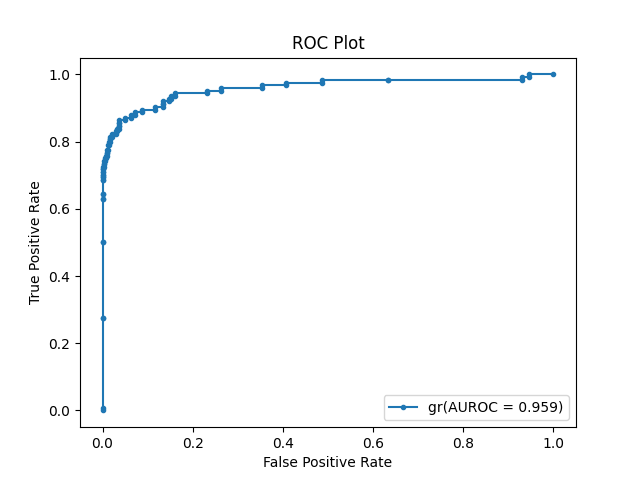 ROC Plot
1.0
0.8
0.6
0.4
0.2
0.0
True Positive Rate
gr(AUROC = 0.959)
0.0 0.2 0.4 0.6 0.8 1.0
False Positive Rate